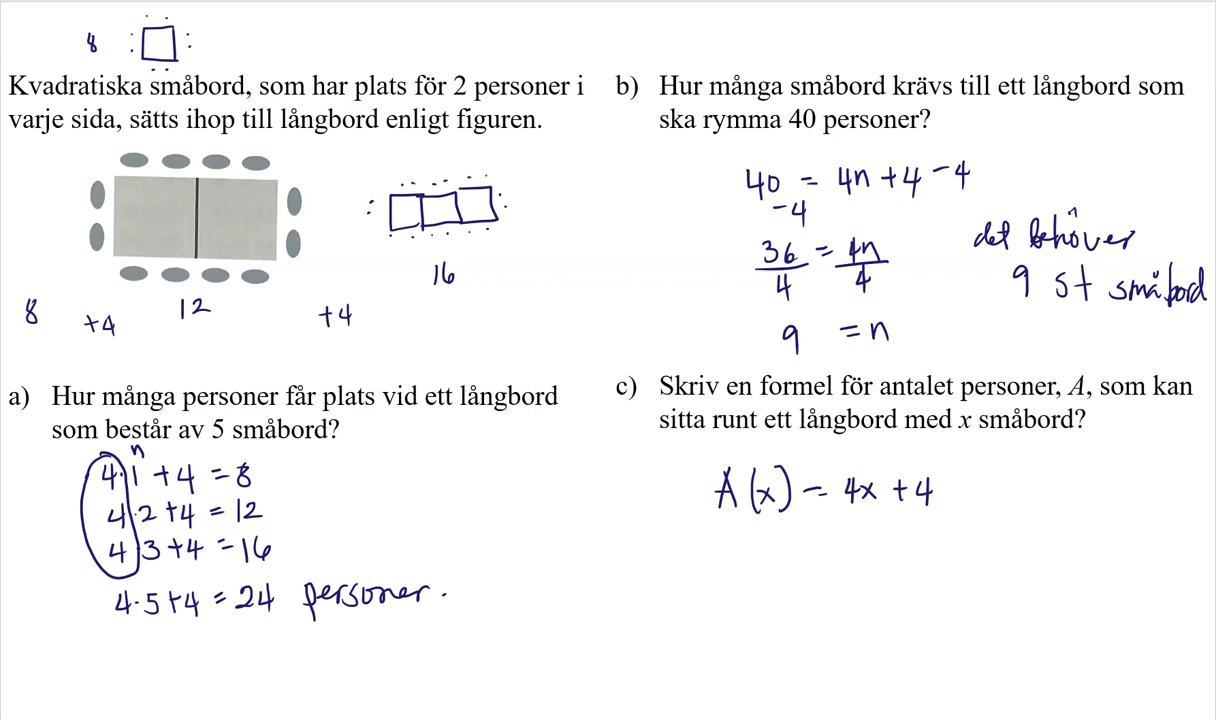 8
Kvadratiska småbord, som har plats för 2 personer i
varje sida, sätts ihop till långbord enligt figuren.
16
8 +4 12 +4
a) Hur många personer får plats vid ett långbord
som består av 5 småbord?
n
4·1 +4 = 8
4·2 +4 = 12
4·3 +4 = 16
4·5 +4 = 24 personer.
b) Hur många småbord krävs till ett långbord som
ska rymma 40 personer?
40 = 4n +4 -4
-4
36 = 4n
4 4
9 = n
det behöver
9 st småbord
c) Skriv en formel för antalet personer, A, som kan
sitta runt ett långbord med x småbord?
A(x) = 4x +4